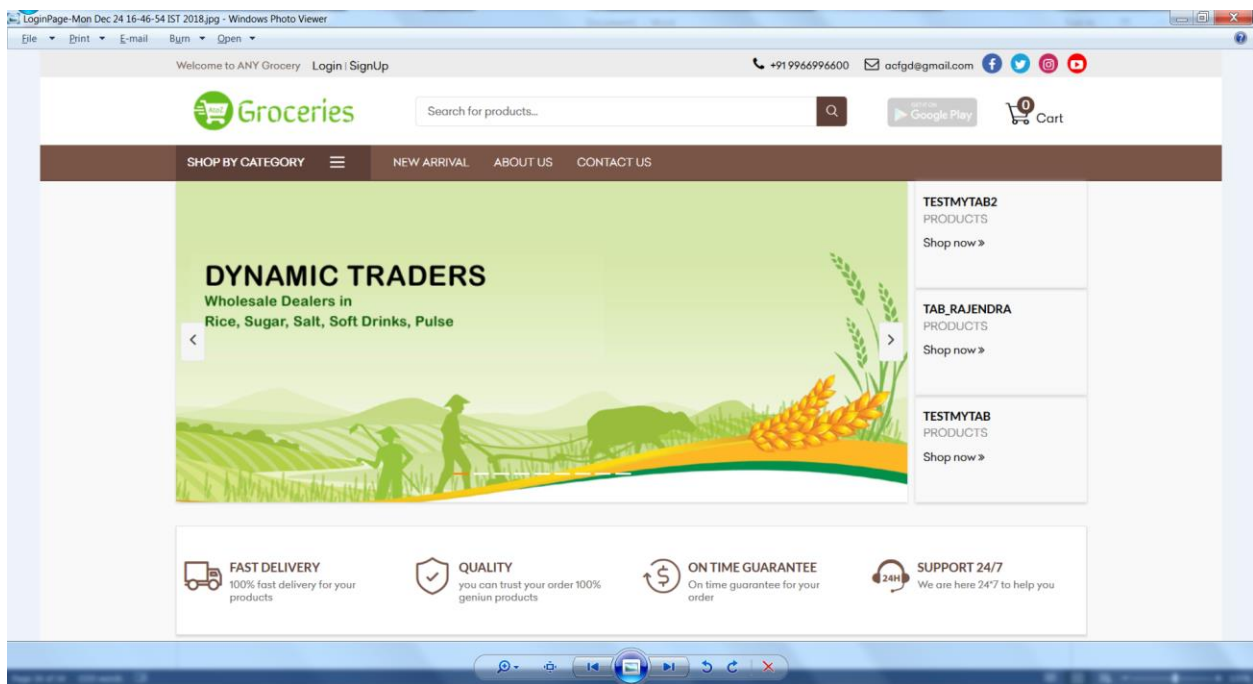 LoginPage-Mon Dec 24 16-46-54 IST 2018.jpg - Windows Photo Viewer
File Print E-mail Burn Open
Welcome to ANY Grocery Login | SignUp +91 9966996600 acfgd@gmail.com
Groceries
Search for products...
Google Play
0
Cart
SHOP BY CATEGORY NEW ARRIVAL ABOUT US CONTACT US
DYNAMIC TRADERS
Wholesale Dealers in
Rice, Sugar, Salt, Soft Drinks, Pulse
TESTMYTAB2
PRODUCTS
Shop now »
TAB_RAJENDRA
PRODUCTS
Shop now »
TESTMYTAB
PRODUCTS
Shop now »
FAST DELIVERY
100% fast delivery for your
products
QUALITY
you can trust your order 100%
geniun products
ON TIME GUARANTEE
On time guarantee for your
order
24H
SUPPORT 24/7
We are here 24*7 to help you